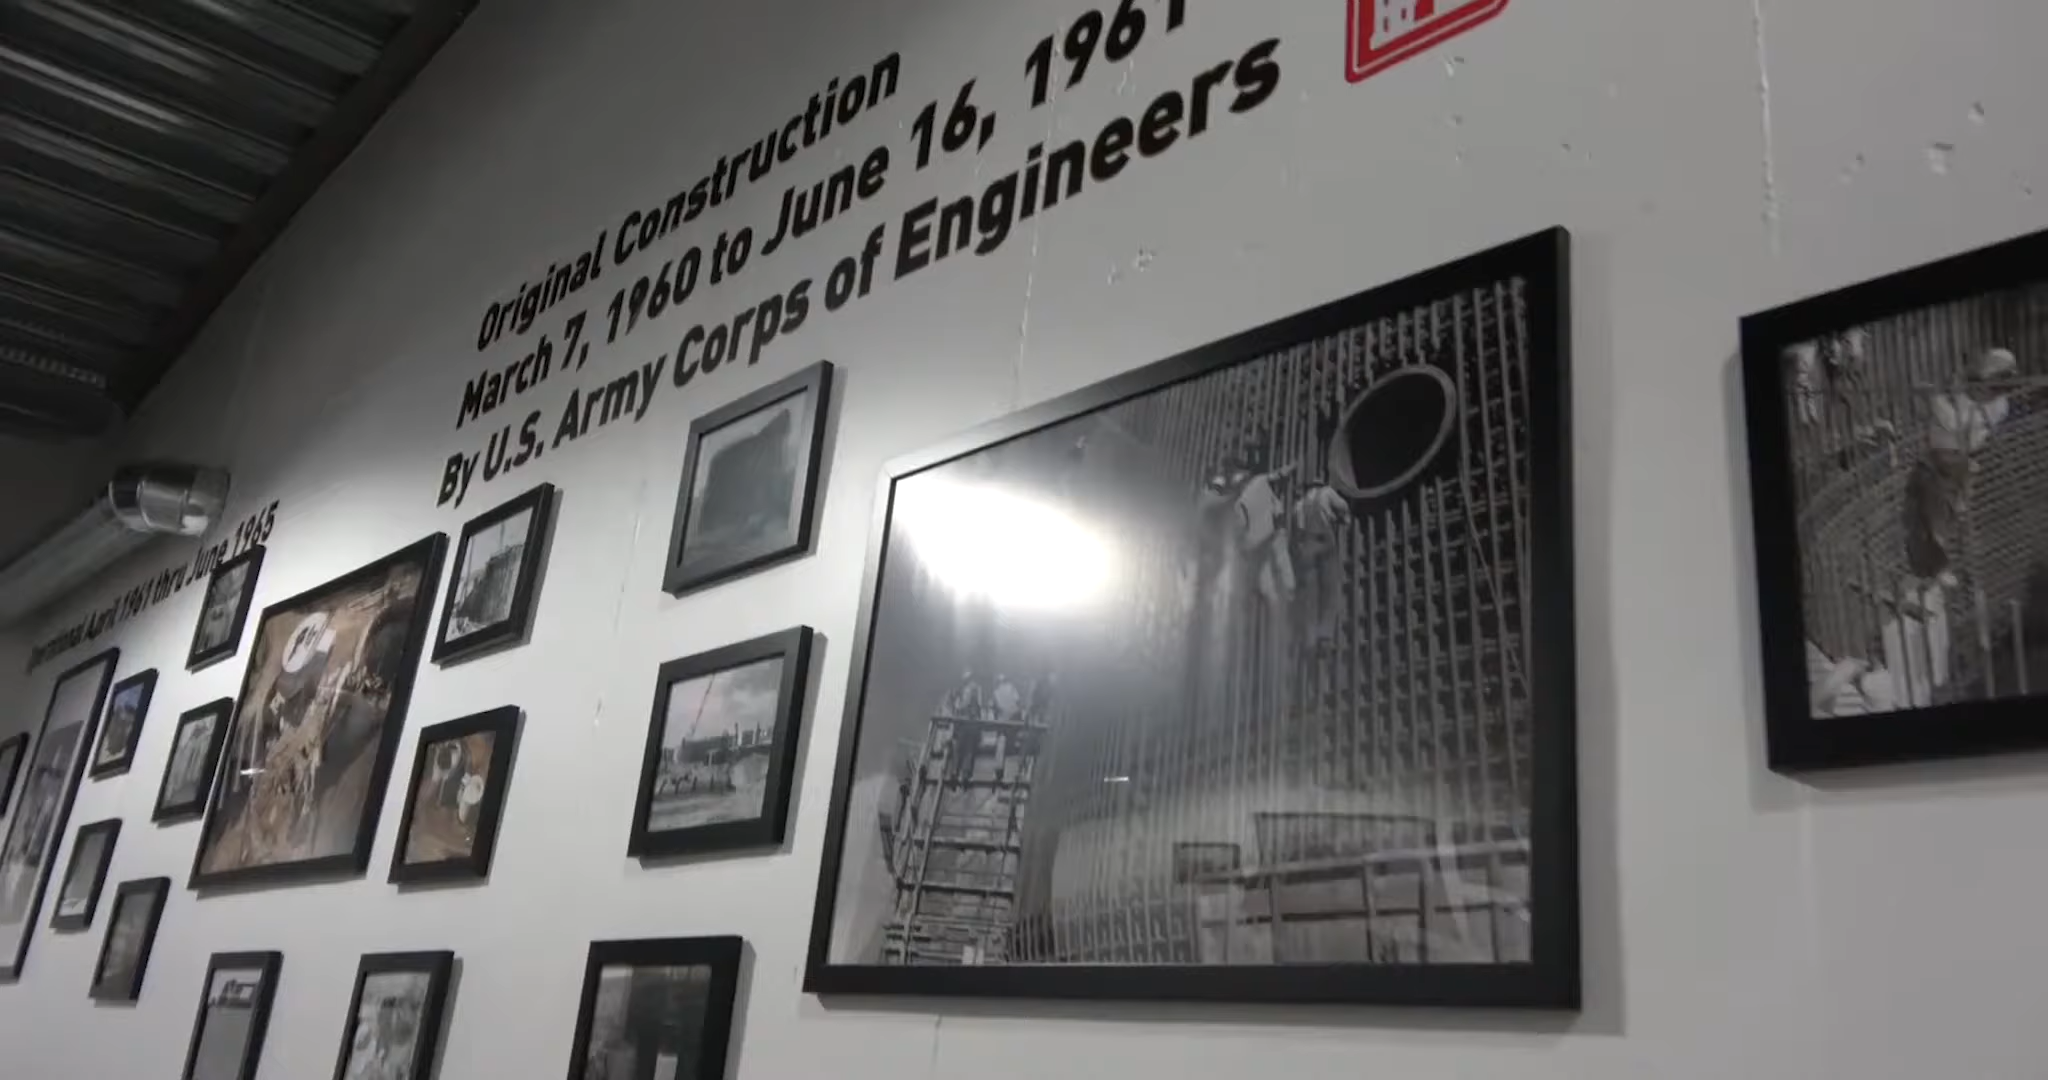 Original Construction
March 7, 1960 to June 16, 1961
By U.S. Army Corps of Engineers
Operational April 1961 thru June 1965